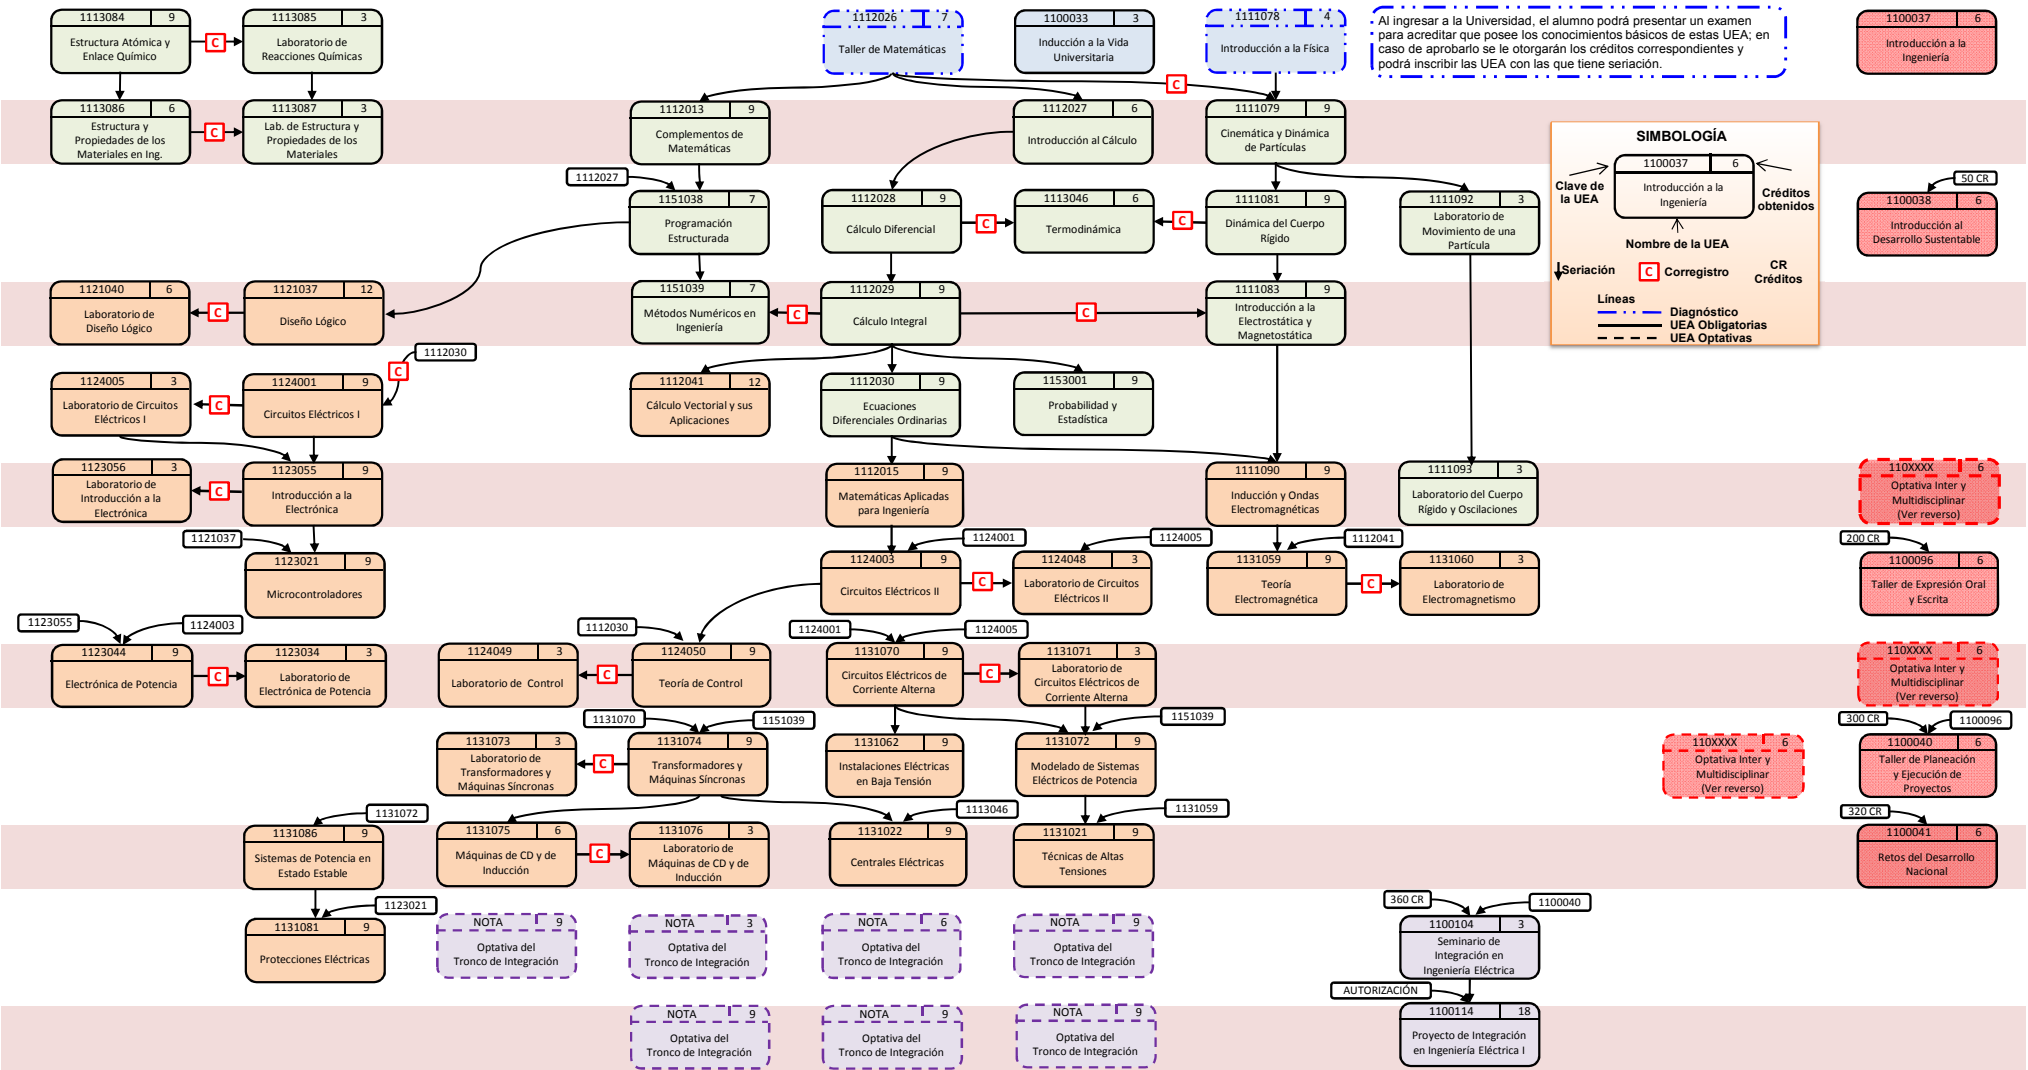 1113084 9
Estructura Atómica y
Enlace Químico
C
1113085 3
Laboratorio de
Reacciones Químicas
1112026 7
Taller de Matemáticas
1100033 3
Inducción a la Vida
Universitaria
1111078 4
Introducción a la Física
Al ingresar a la Universidad, el alumno podrá presentar un examen
para acreditar que posee los conocimientos básicos de estas UEA; en
caso de aprobarlo se le otorgarán los créditos correspondientes y
podrá inscribir las UEA con las que tiene seriación.
1100037 6
Introducción a la
Ingeniería
C
1113086 6
Estructura y
Propiedades de los
Materiales en Ing.
C
1113087 3
Lab. de Estructura y
Propiedades de los
Materiales
1112013 9
Complementos de
Matemáticas
1112027 6
Introducción al Cálculo
1111079 9
Cinemática y Dinámica
de Partículas
SIMBOLOGÍA
1100037 6
Introducción a la
Ingeniería
Clave de
la UEA
Créditos
obtenidos
Nombre de la UEA
Seriación
C
Corregistro
CR
Créditos
Líneas
Diagnóstico
UEA Obligatorias
UEA Optativas
1112027
1151038 7
Programación
Estructurada
1112028 9
Cálculo Diferencial
C
1113046 6
Termodinámica
C
1111081 9
Dinámica del Cuerpo
Rígido
1111092 3
Laboratorio de
Movimiento de una
Partícula
50 CR
1100038 6
Introducción al
Desarrollo Sustentable
1121040 6
Laboratorio de
Diseño Lógico
C
1121037 12
Diseño Lógico
1151039 7
Métodos Numéricos en
Ingeniería
C
1112029 9
Cálculo Integral
C
1111083 9
Introducción a la
Electrostática y
Magnetostática
1112030
C
1124005 3
Laboratorio de Circuitos
Eléctricos I
C
1124001 9
Circuitos Eléctricos I
1112041 12
Cálculo Vectorial y sus
Aplicaciones
1112030 9
Ecuaciones
Diferenciales Ordinarias
1153001 9
Probabilidad y
Estadística
1123056 3
Laboratorio de
Introducción a la
Electrónica
C
1123055 9
Introducción a la
Electrónica
1112015 9
Matemáticas Aplicadas
para Ingeniería
1111090 9
Inducción y Ondas
Electromagnéticas
1111093 3
Laboratorio del Cuerpo
Rígido y Oscilaciones
110XXXX 6
Optativa Inter y
Multidisciplinar
(Ver reverso)
1121037
1124001
1124005
1112041
200 CR
1123021 9
Microcontroladores
1124003 9
Circuitos Eléctricos II
C
1124048 3
Laboratorio de Circuitos
Eléctricos II
1131059 9
Teoría
Electromagnética
C
1131060 3
Laboratorio de
Electromagnetismo
1100096 6
Taller de Expresión Oral
y Escrita
1123055
1124003
1112030
1124001
1124005
1123044 9
Electrónica de Potencia
C
1123034 3
Laboratorio de
Electrónica de Potencia
1124049 3
Laboratorio de Control
C
1124050 9
Teoría de Control
1131070 9
Circuitos Eléctricos de
Corriente Alterna
C
1131071 3
Laboratorio de
Circuitos Eléctricos de
Corriente Alterna
110XXXX 6
Optativa Inter y
Multidisciplinar
(Ver reverso)
1131070
1151039
1151039
300 CR
1100096
1131073 3
Laboratorio de
Transformadores y
Máquinas Síncronas
C
1131074 9
Transformadores y
Máquinas Síncronas
1131062 9
Instalaciones Eléctricas
en Baja Tensión
1131072 9
Modelado de Sistemas
Eléctricos de Potencia
110XXXX 6
Optativa Inter y
Multidisciplinar
(Ver reverso)
1100040 6
Taller de Planeación
y Ejecución de
Proyectos
1131072
1113046
1131059
320 CR
1131086 9
Sistemas de Potencia en
Estado Estable
1131075 6
Máquinas de CD y de
Inducción
C
1131076 3
Laboratorio de
Máquinas de CD y de
Inducción
1131022 9
Centrales Eléctricas
1131021 9
Técnicas de Altas
Tensiones
1100041 6
Retos del Desarrollo
Nacional
1123021
360 CR
1100040
1131081 9
Protecciones Eléctricas
NOTA 9
Optativa del
Tronco de Integración
NOTA 3
Optativa del
Tronco de Integración
NOTA 6
Optativa del
Tronco de Integración
NOTA 9
Optativa del
Tronco de Integración
1100104 3
Seminario de
Integración en
Ingeniería Eléctrica
AUTORIZACIÓN
NOTA 9
Optativa del
Tronco de Integración
NOTA 9
Optativa del
Tronco de Integración
NOTA 9
Optativa del
Tronco de Integración
1100114 18
Proyecto de Integración
en Ingeniería Eléctrica I